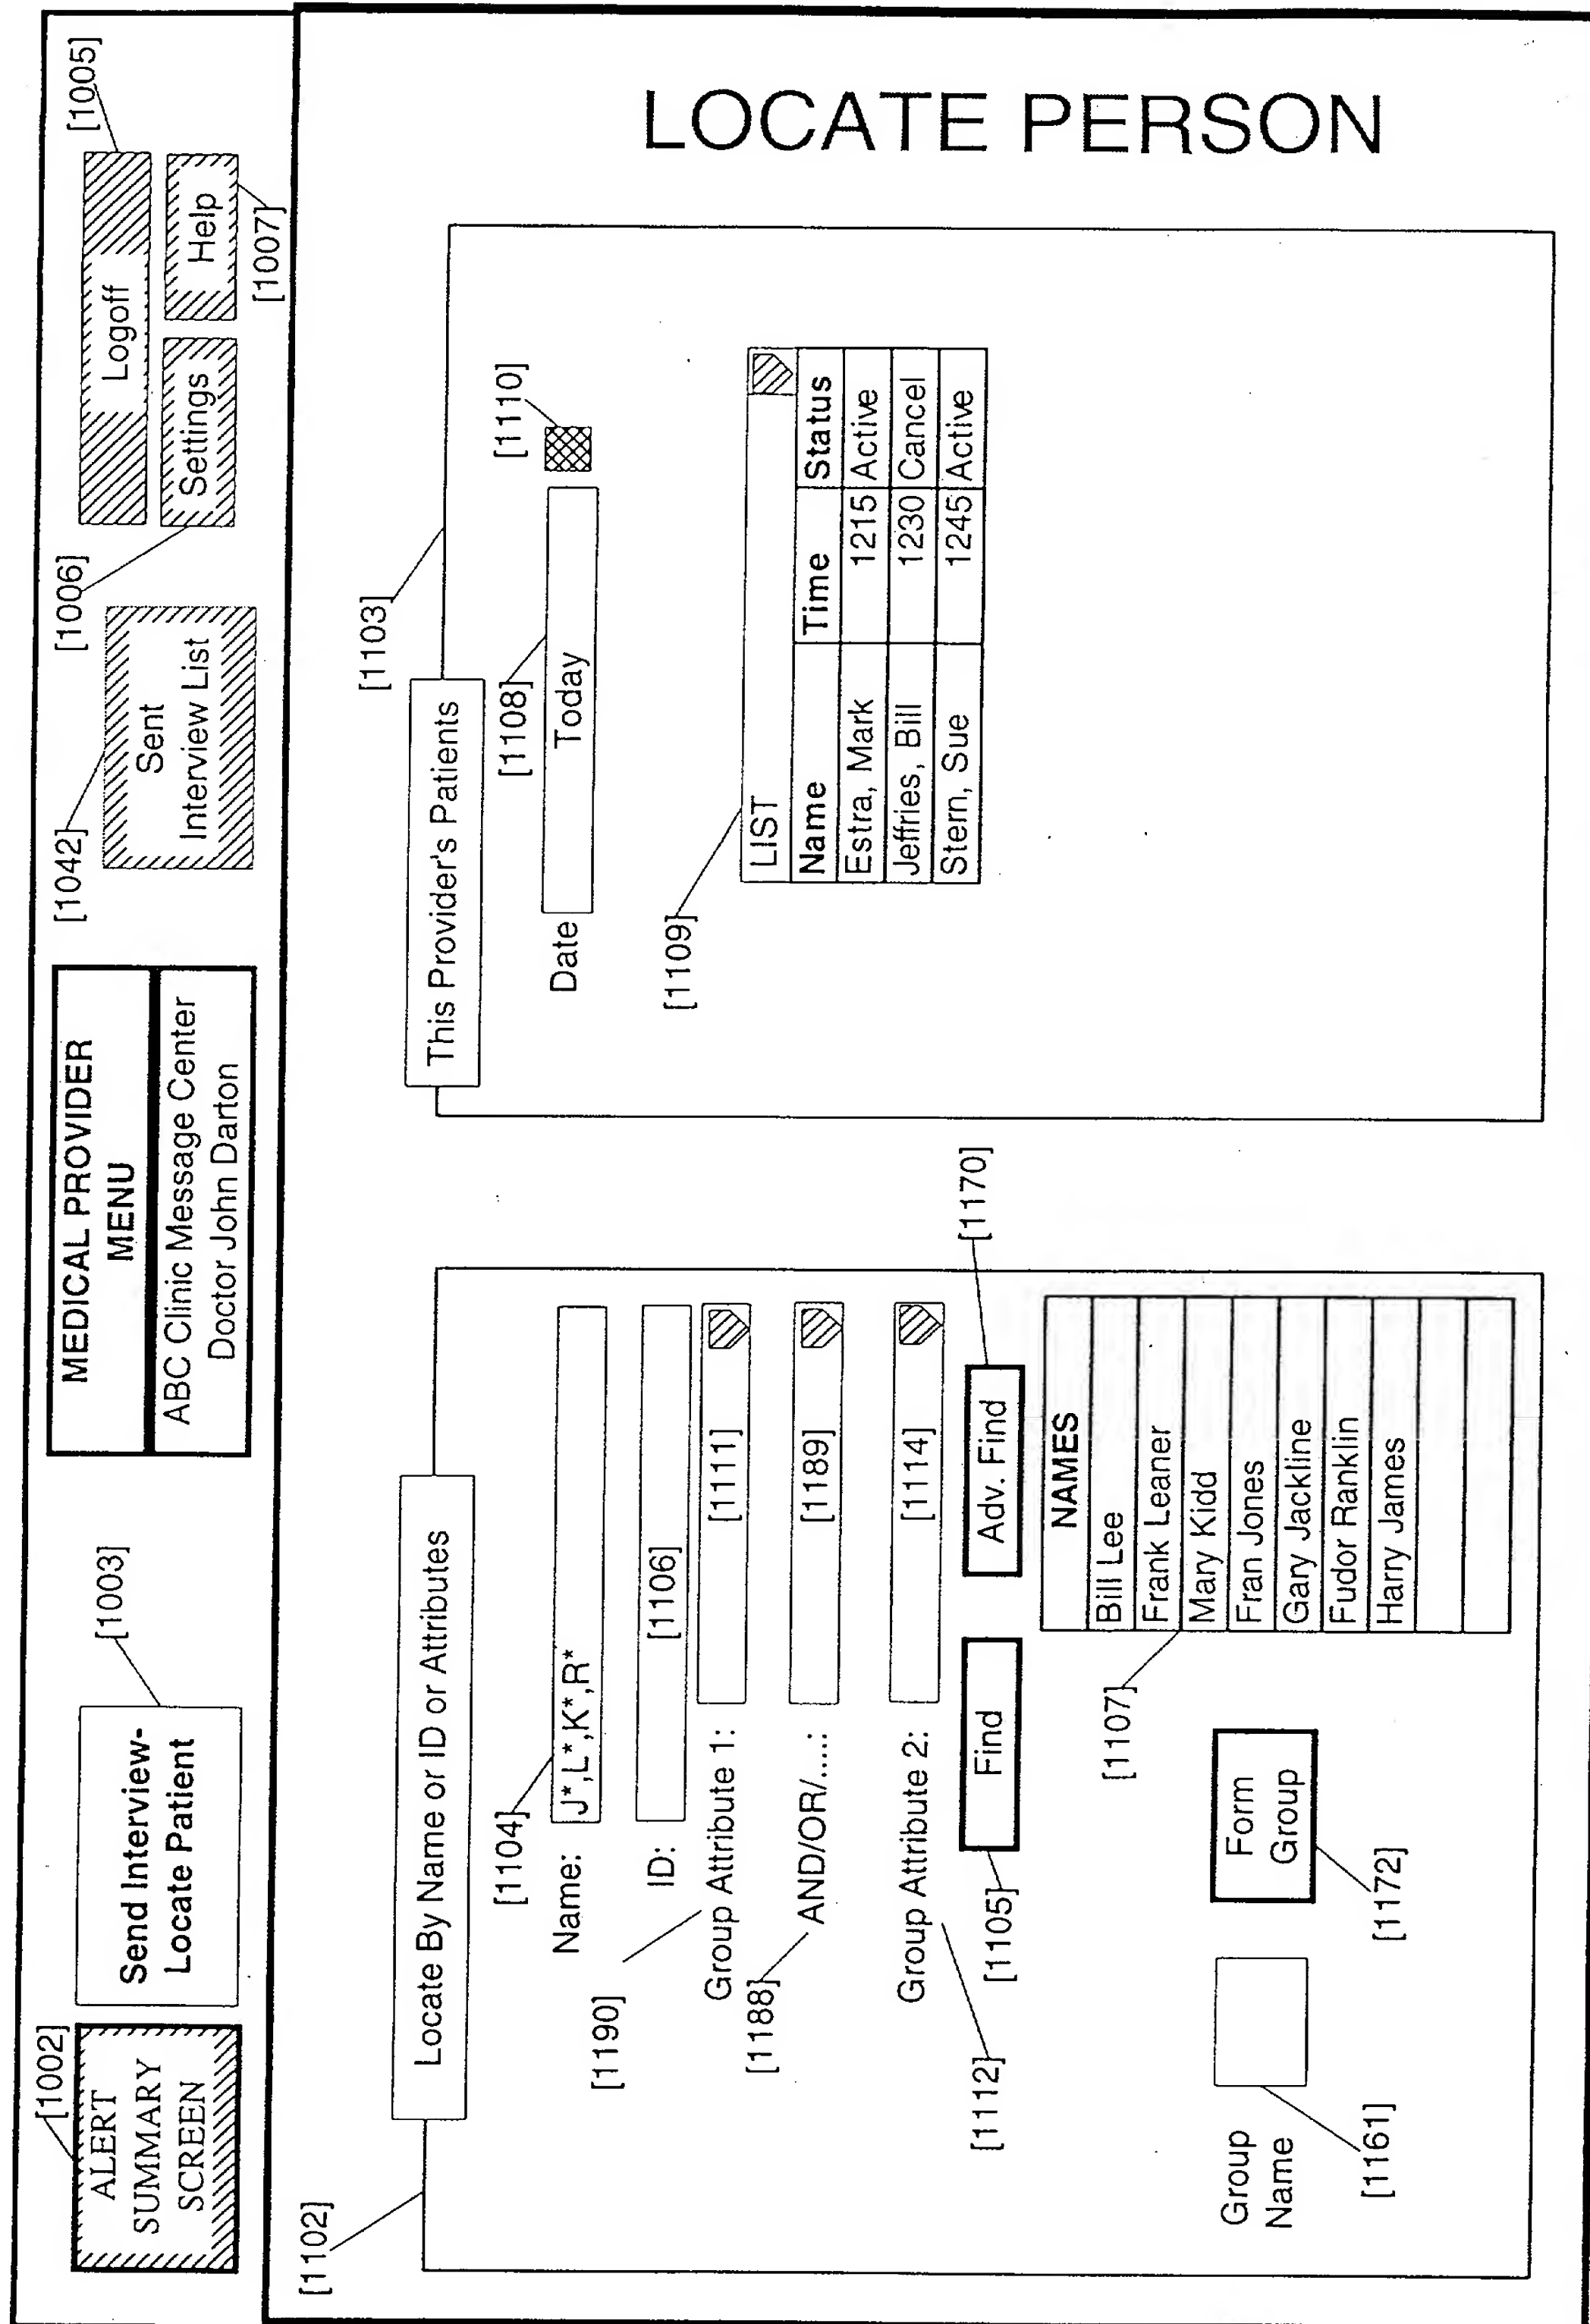 [1002]
ALERT
SUMMARY
SCREEN
Send Interview-
Locate Patient
[1003]
MEDICAL PROVIDER
MENU
ABC Clinic Message Center
Doctor John Darton
[1042]
Sent
Interview List
[1006]
Logoff
[1005]
Settings
Help
[1007]
[1102]
Locate By Name or ID or Attributes
[1104]
Name:
J*,L*,K*,R*
[1190]
ID:
[1106]
Group Attribute 1:
[1111]
[1188]
AND/OR/....:
[1189]
Group Attribute 2:
[1114]
[1112]
[1105]
Find
Adv. Find
[1170]
[1107]
NAMES
Bill Lee
Frank Leaner
Mary Kidd
Fran Jones
Gary Jackline
Fudor Ranklin
Harry James
Group
Name
[1161]
Form
Group
[1172]
[1103]
This Provider's Patients
[1108]
[1110]
Date
Today
[1109]
LIST
Name Time Status
Estra, Mark 1215 Active
Jeffries, Bill 1230 Cancel
Stern, Sue 1245 Active
LOCATE PERSON